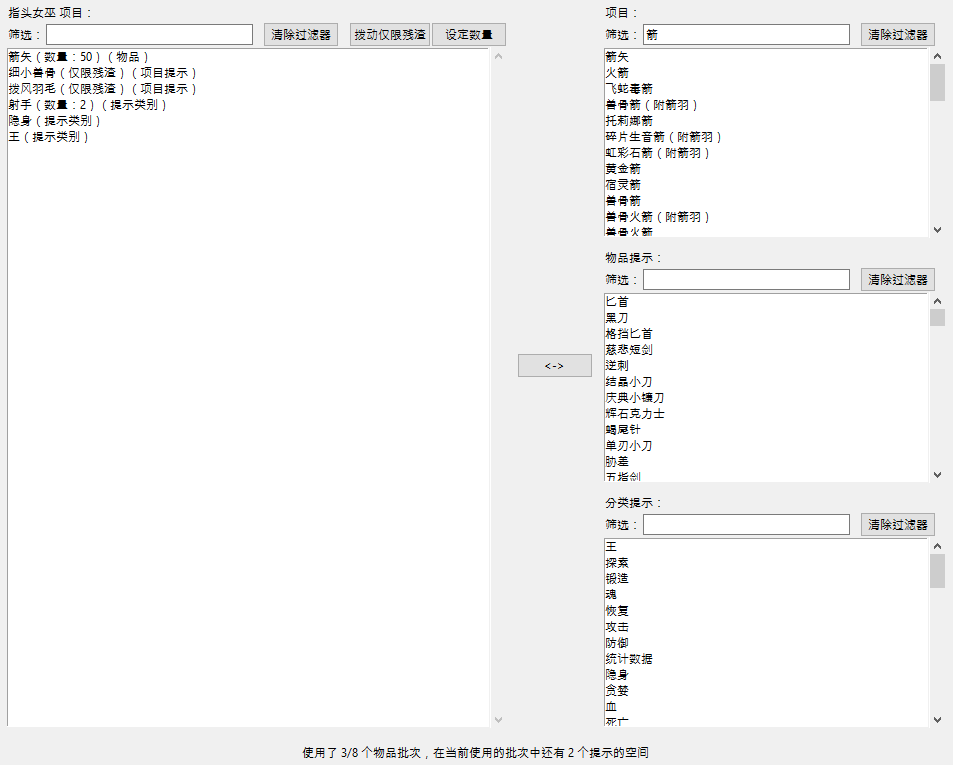 指头女巫 项目：
筛选：
清除过滤器
拨动仅限残渣
设定数量
箭矢（数量：50）（物品）
细小兽骨（仅限残渣）（项目提示）
拨风羽毛（仅限残渣）（项目提示）
射手（数量：2）（提示类别）
隐身（提示类别）
王（提示类别）
<->
项目：
筛选：箭
清除过滤器
箭矢
火箭
飞蛇毒箭
兽骨箭（附箭羽）
托莉娜箭
碎片生音箭（附箭羽）
虹彩石箭（附箭羽）
黄金箭
宿灵箭
兽骨箭
兽骨火箭（附箭羽）
兽骨火箭
物品提示：
筛选：
清除过滤器
匕首
黑刀
格挡匕首
慈悲短剑
逆刺
结晶小刀
庆典小镰刀
辉石克力士
蝎尾针
单刃小刀
胁差
五指剑
分类提示：
筛选：
清除过滤器
王
探索
锻造
魂
恢复
攻击
防御
统计数据
隐身
贪婪
血
死亡
使用了 3/8 个物品批次，在当前使用的批次中还有 2 个提示的空间